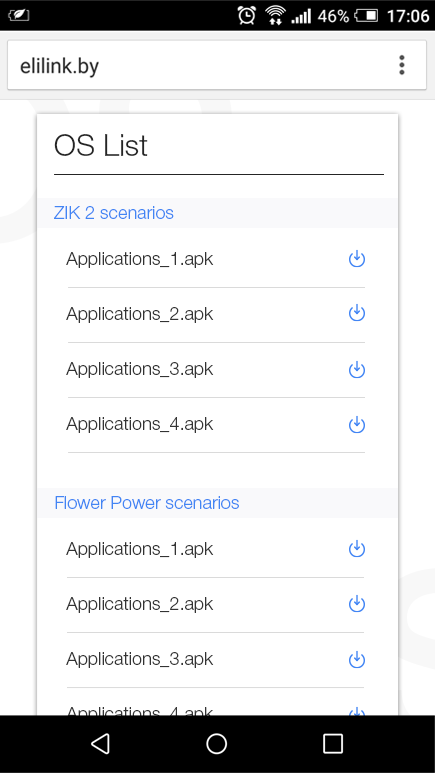 46% 17:06
elilink.by
OS List
ZIK 2 scenarios
Applications_1.apk
Applications_2.apk
Applications_3.apk
Applications_4.apk
Flower Power scenarios
Applications_1.apk
Applications_2.apk
Applications_3.apk
Applications_4.apk